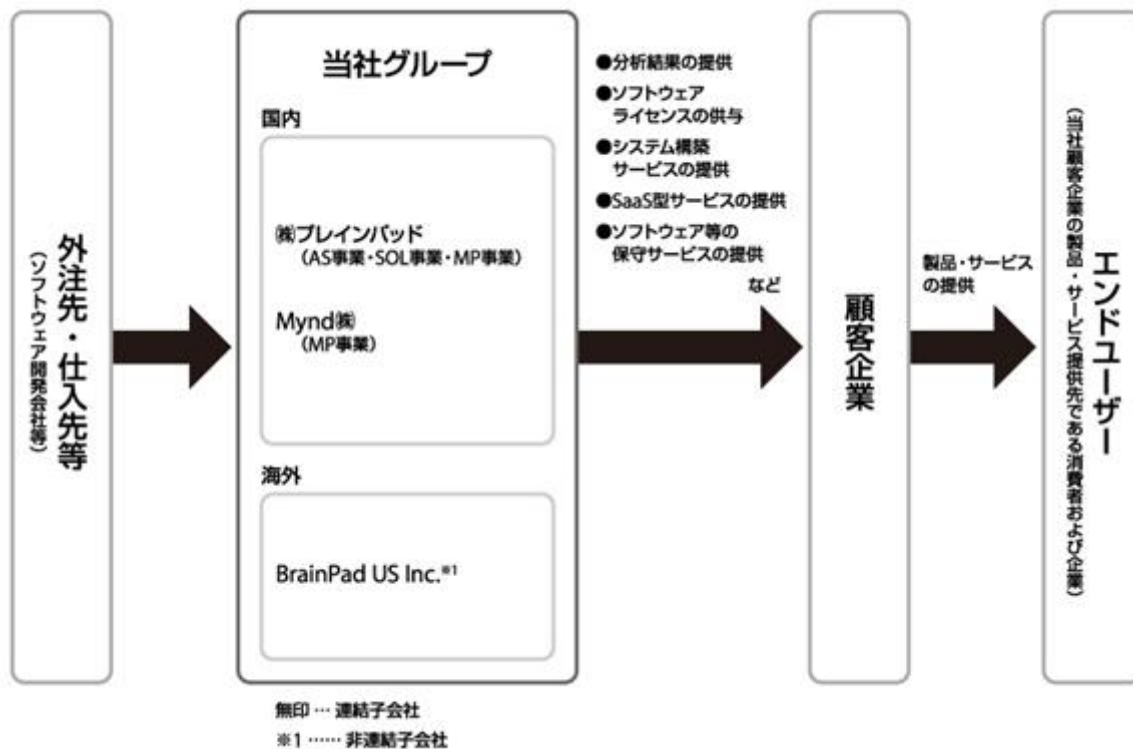 外注先・仕入先等
（ソフトウェア開発会社等）
当社グループ
国内
㈱ブレインパッド
（AS事業・SOL事業・MP事業）
Mynd㈱
（MP事業）
海外
BrainPad US Inc.※1
●分析結果の提供
●ソフトウェア
ライセンスの供与
●システム構築
サービスの提供
●SaaS型サービスの提供
●ソフトウェア等の
保守サービスの提供
など
顧客企業
製品・サービス
の提供
エンドユーザー
（当社顧客企業の製品・サービス提供先である消費者および企業）
無印 … 連結子会社
※1 …… 非連結子会社